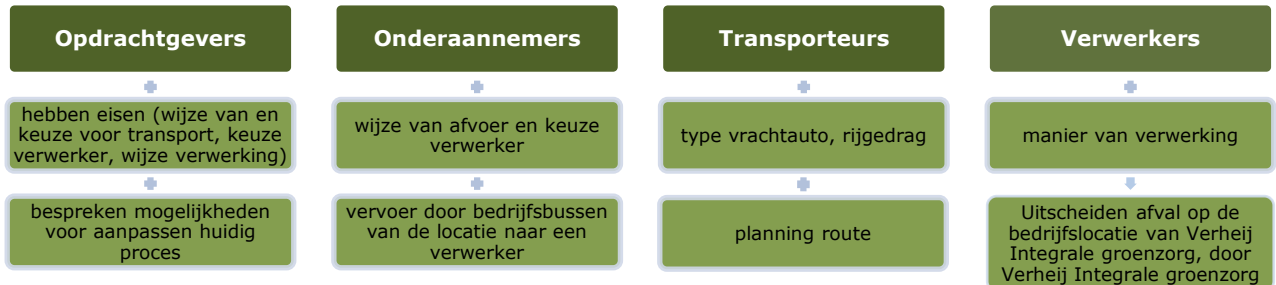 Opdrachtgevers
hebben eisen (wijze van en
keuze voor transport, keuze
verwerker, wijze verwerking)
bespreken mogelijkheden
voor aanpassen huidig
proces
Onderaannemers
wijze van afvoer en keuze
verwerker
vervoer door bedrijfsbussen
van de locatie naar een
verwerker
Transporteurs
type vrachtauto, rijgedrag
planning route
Verwerkers
manier van verwerking
Uitscheiden afval op de
bedrijfslocatie van Verheij
Integrale groenzorg, door
Verheij Integrale groenzorg